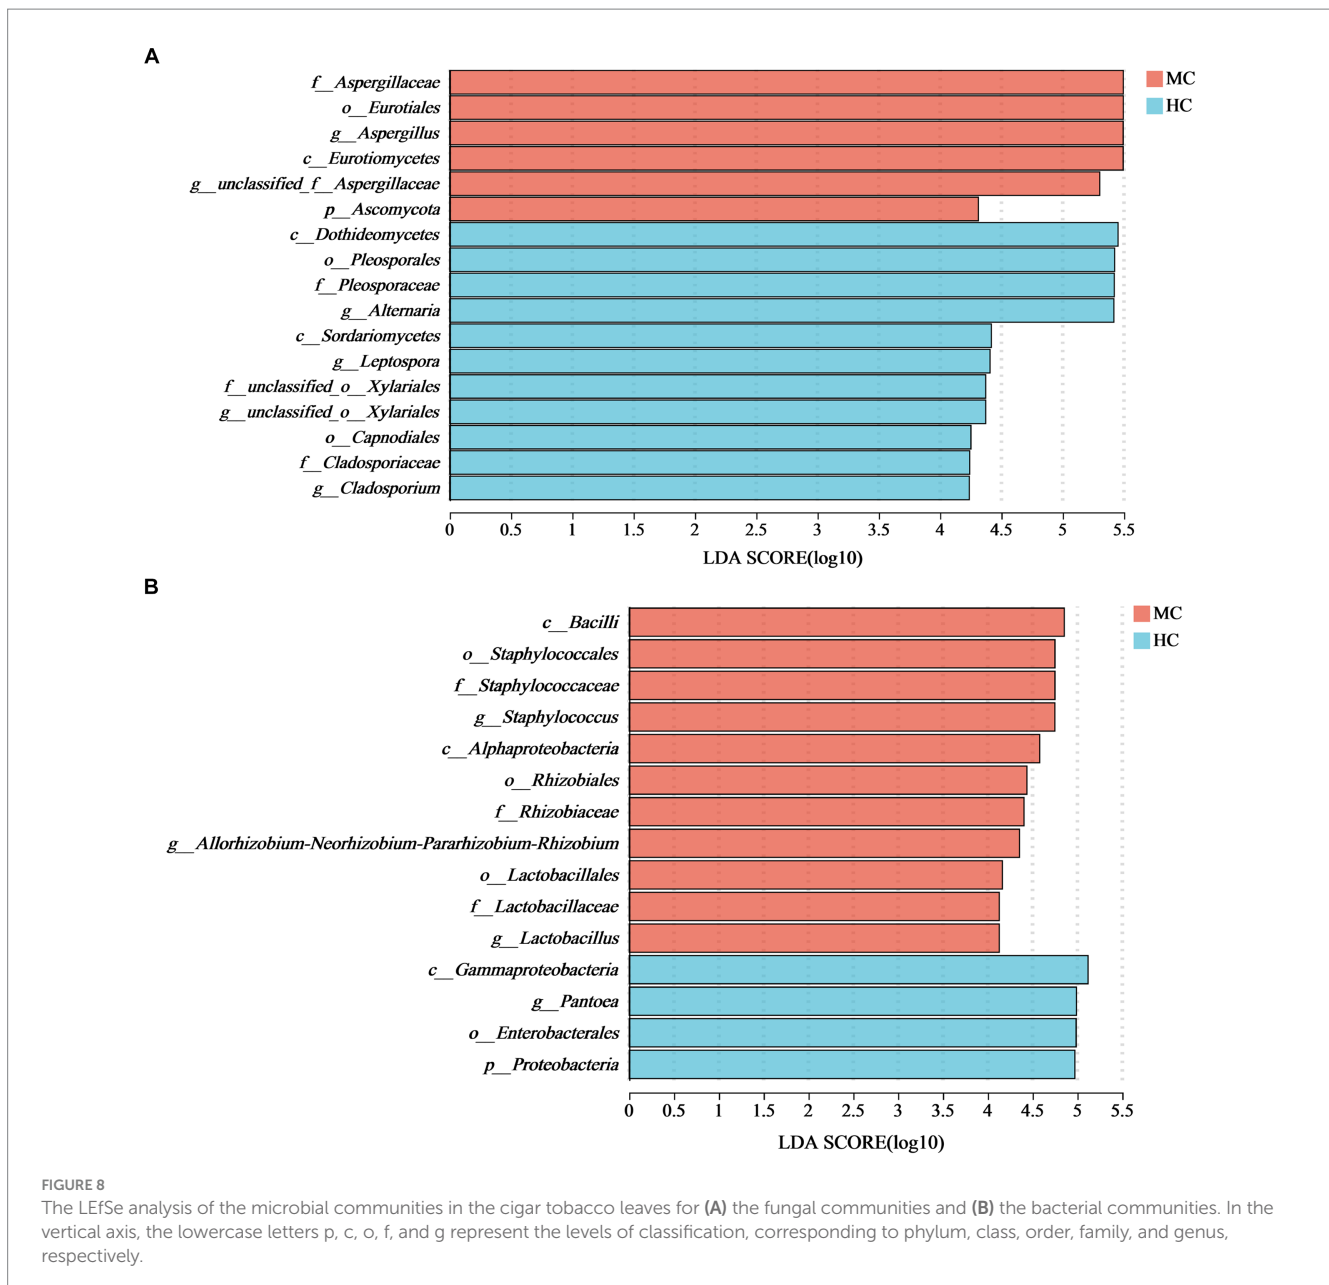 A
f__Aspergillaceae
o__Eurotiales
g__Aspergillus
c__Eurotiomycetes
g__unclassified_f__Aspergillaceae
p__Ascomycota
c__Dothideomycetes
o__Pleosporales
f__Pleosporaceae
g__Alternaria
c__Sordariomycetes
g__Leptospora
f__unclassified_o__Xylariales
g__unclassified_o__Xylariales
o__Capnodiales
f__Cladosporiaceae
g__Cladosporium
MC
HC
0 0.5 1 1.5 2 2.5 3 3.5 4 4.5 5 5.5
LDA SCORE(log10)
B
c__Bacilli
o__Staphylococcales
f__Staphylococcaceae
g__Staphylococcus
c__Alphaproteobacteria
o__Rhizobiales
f__Rhizobiaceae
g__Allorhizobium-Neorhizobium-Pararhizobium-Rhizobium
o__Lactobacillales
f__Lactobacillaceae
g__Lactobacillus
c__Gammaproteobacteria
g__Pantoea
o__Enterobacterales
p__Proteobacteria
MC
HC
0 0.5 1 1.5 2 2.5 3 3.5 4 4.5 5 5.5
LDA SCORE(log10)
FIGURE 8
The LEfSe analysis of the microbial communities in the cigar tobacco leaves for (A) the fungal communities and (B) the bacterial communities. In the
vertical axis, the lowercase letters p, c, o, f, and g represent the levels of classification, corresponding to phylum, class, order, family, and genus,
respectively.